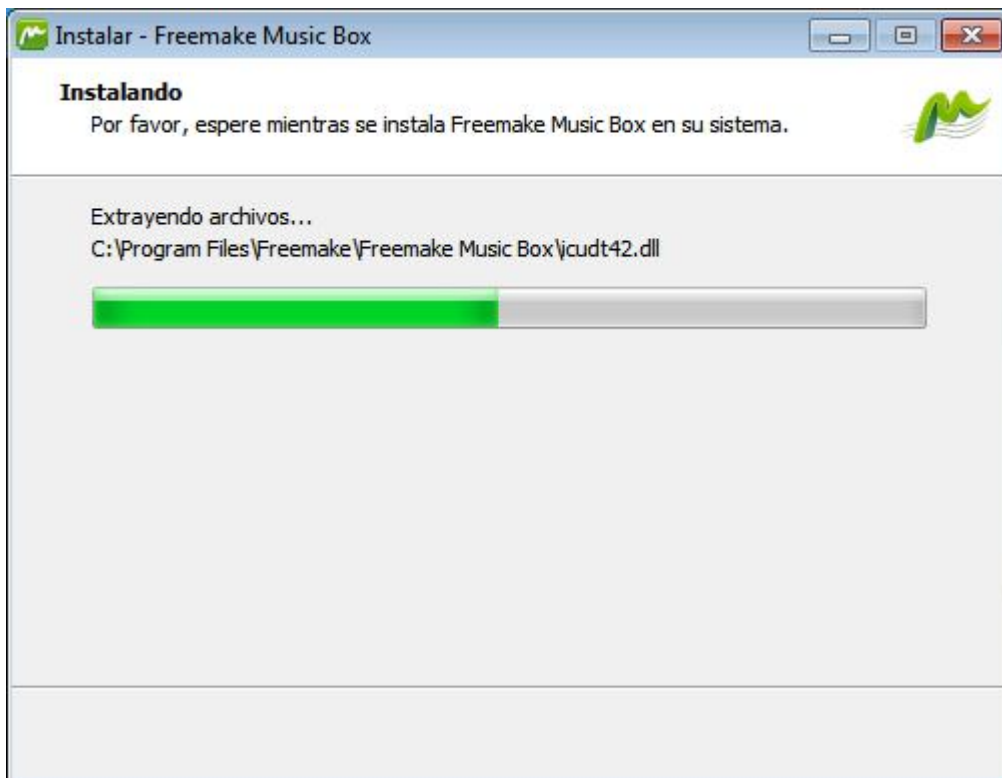 Instalar - Freemake Music Box
Instalando
Por favor, espere mientras se instala Freemake Music Box en su sistema.
Extrayendo archivos...
C:\Program Files\Freemake\Freemake Music Box\icudt42.dll